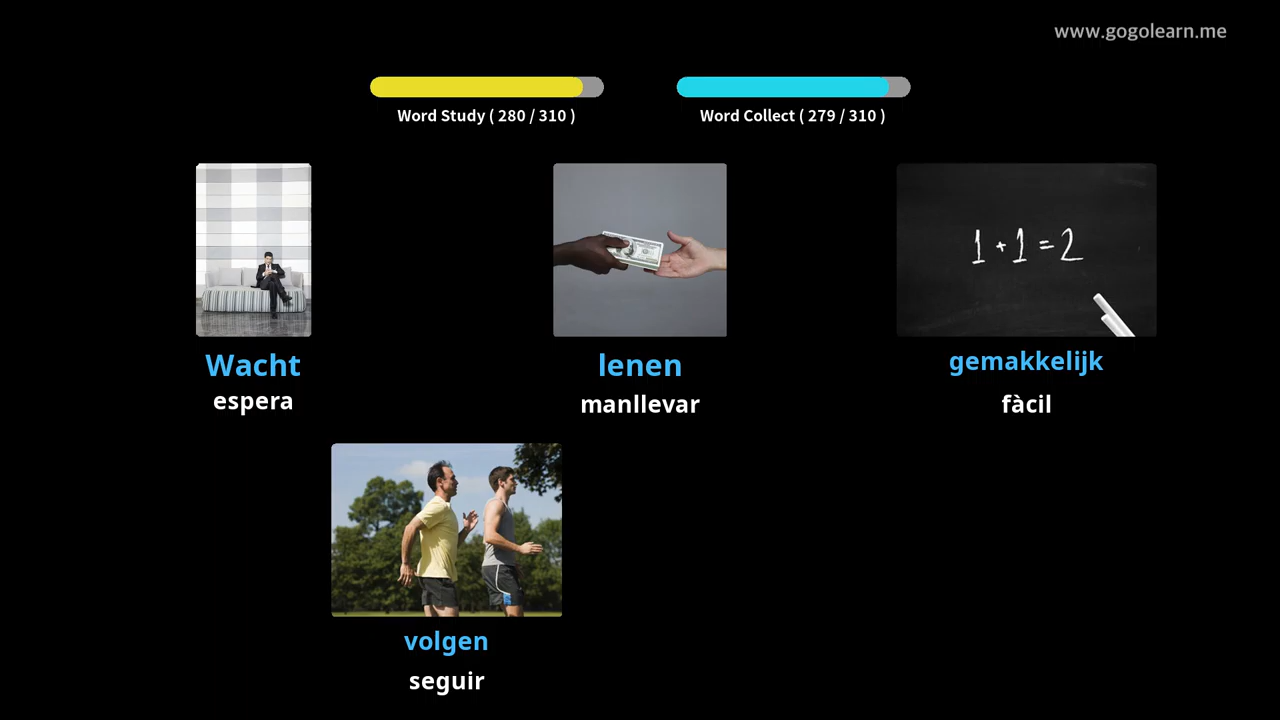 www.gogolearn.me
Word Study ( 280 / 310 )
Word Collect ( 279 / 310 )
1 + 1 = 2
Wacht
espera
lenen
manllevar
gemakkelijk
fàcil
volgen
seguir